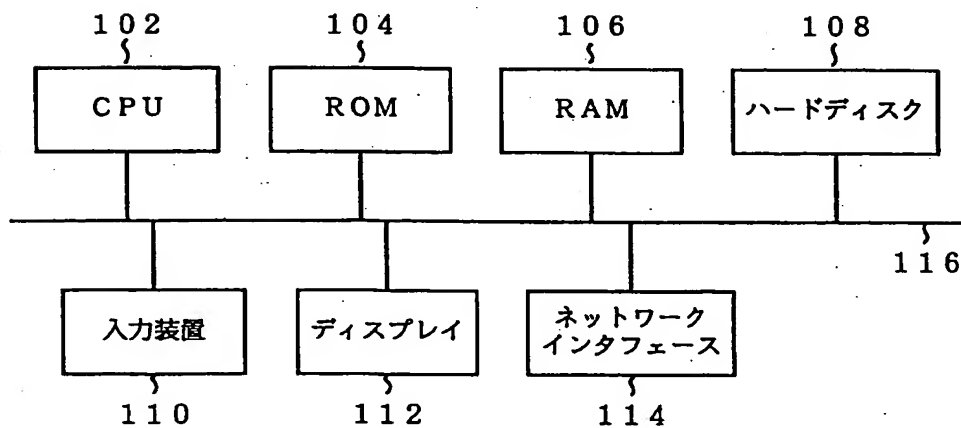 102
104
106
108
CPU
ROM
RAM
ハードディスク
116
入力装置
ディスプレイ
ネットワーク
インタフェース
110
112
114